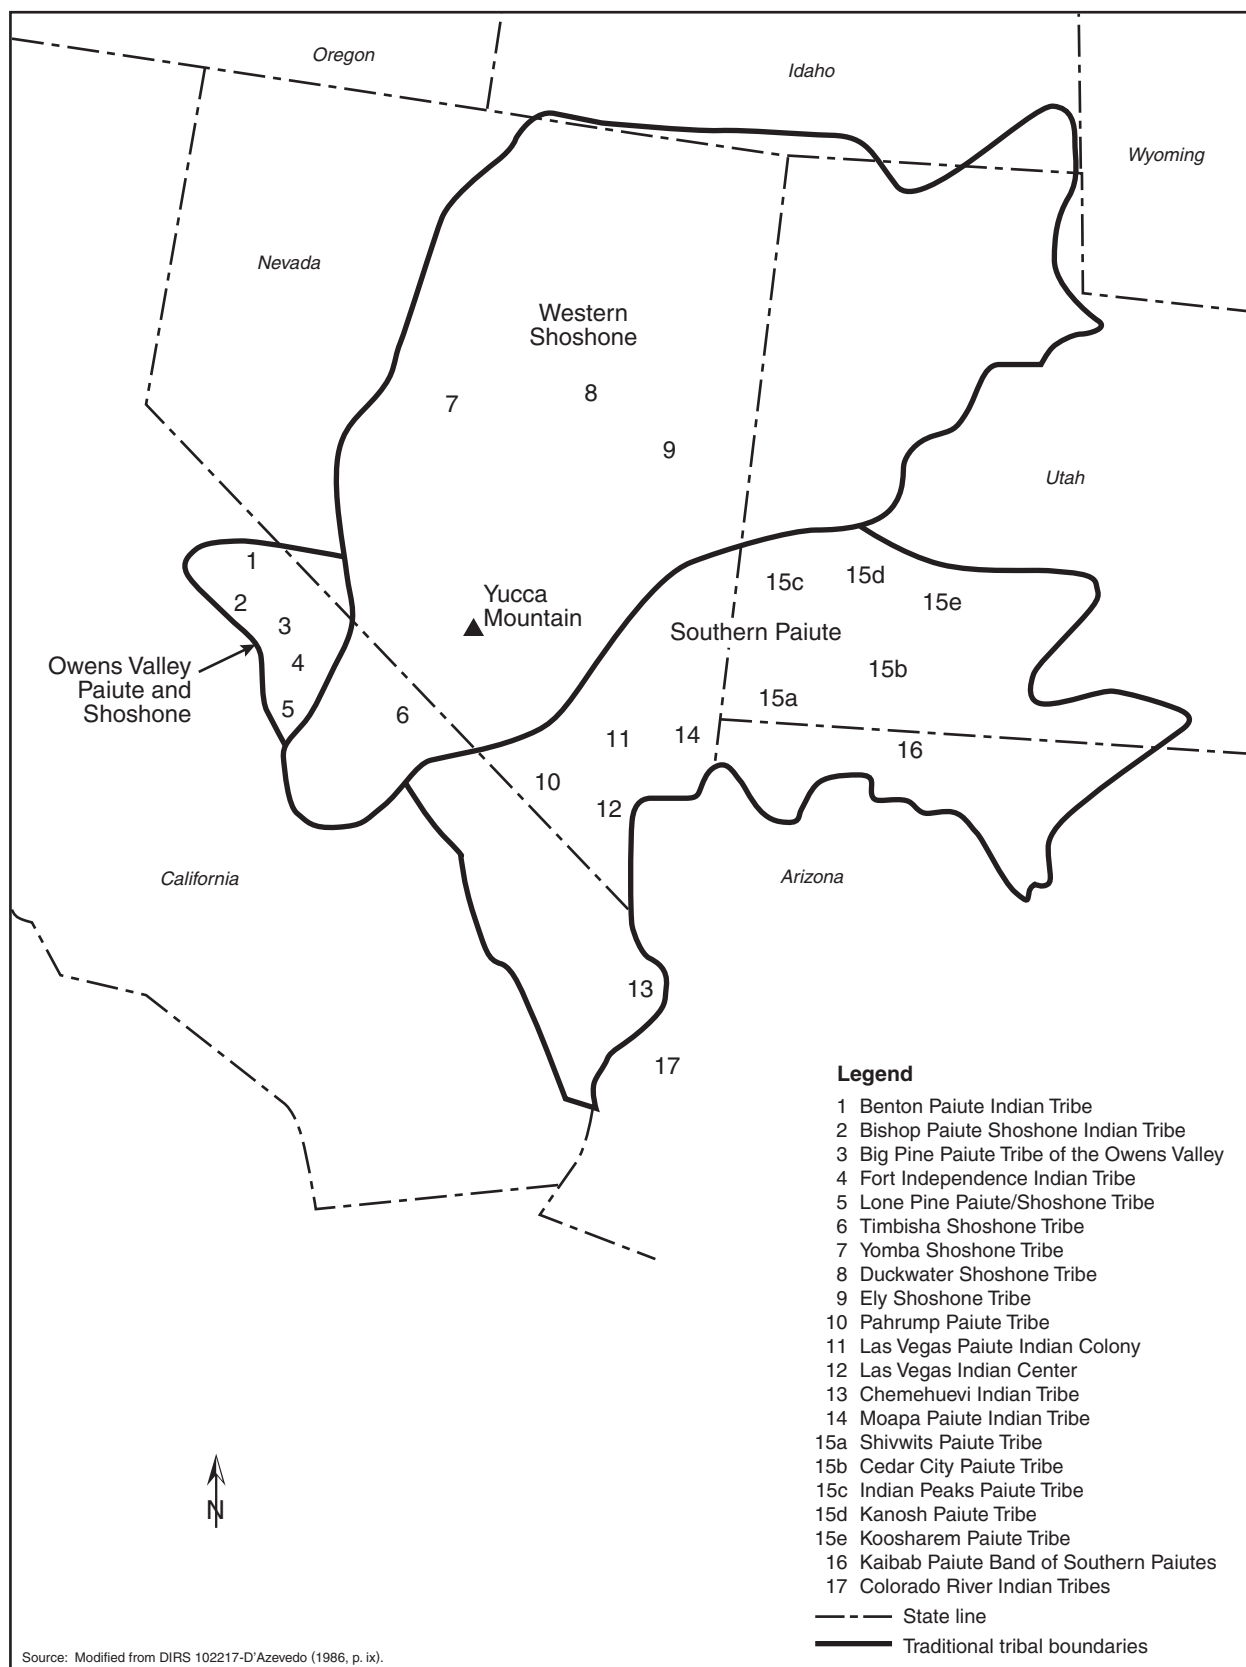 Oregon
Idaho
Wyoming
Nevada
Western
Shoshone
7
8
9
Utah
1
2
3
4
5
6
Owens Valley
Paiute and
Shoshone
Yucca
Mountain
15c
15d
15e
Southern Paiute
15b
15a
11
14
16
10
12
California
Arizona
13
17
Legend
1 Benton Paiute Indian Tribe
2 Bishop Paiute Shoshone Indian Tribe
3 Big Pine Paiute Tribe of the Owens Valley
4 Fort Independence Indian Tribe
5 Lone Pine Paiute/Shoshone Tribe
6 Timbisha Shoshone Tribe
7 Yomba Shoshone Tribe
8 Duckwater Shoshone Tribe
9 Ely Shoshone Tribe
10 Pahrump Paiute Tribe
11 Las Vegas Paiute Indian Colony
12 Las Vegas Indian Center
13 Chemehuevi Indian Tribe
14 Moapa Paiute Indian Tribe
15a Shivwits Paiute Tribe
15b Cedar City Paiute Tribe
15c Indian Peaks Paiute Tribe
15d Kanosh Paiute Tribe
15e Koosharem Paiute Tribe
16 Kaibab Paiute Band of Southern Paiutes
17 Colorado River Indian Tribes
State line
Traditional tribal boundaries
N
Source: Modified from DIRS 102217-D'Azevedo (1986, p. ix).